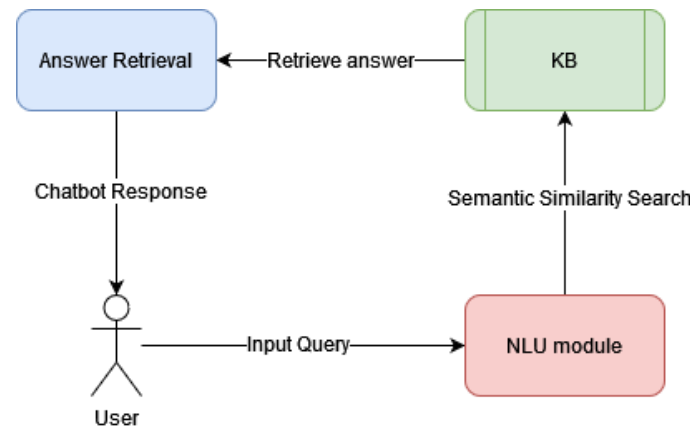 Answer Retrieval
Retrieve answer
KB
Chatbot Response
Semantic Similarity Search
Input Query
NLU module
User